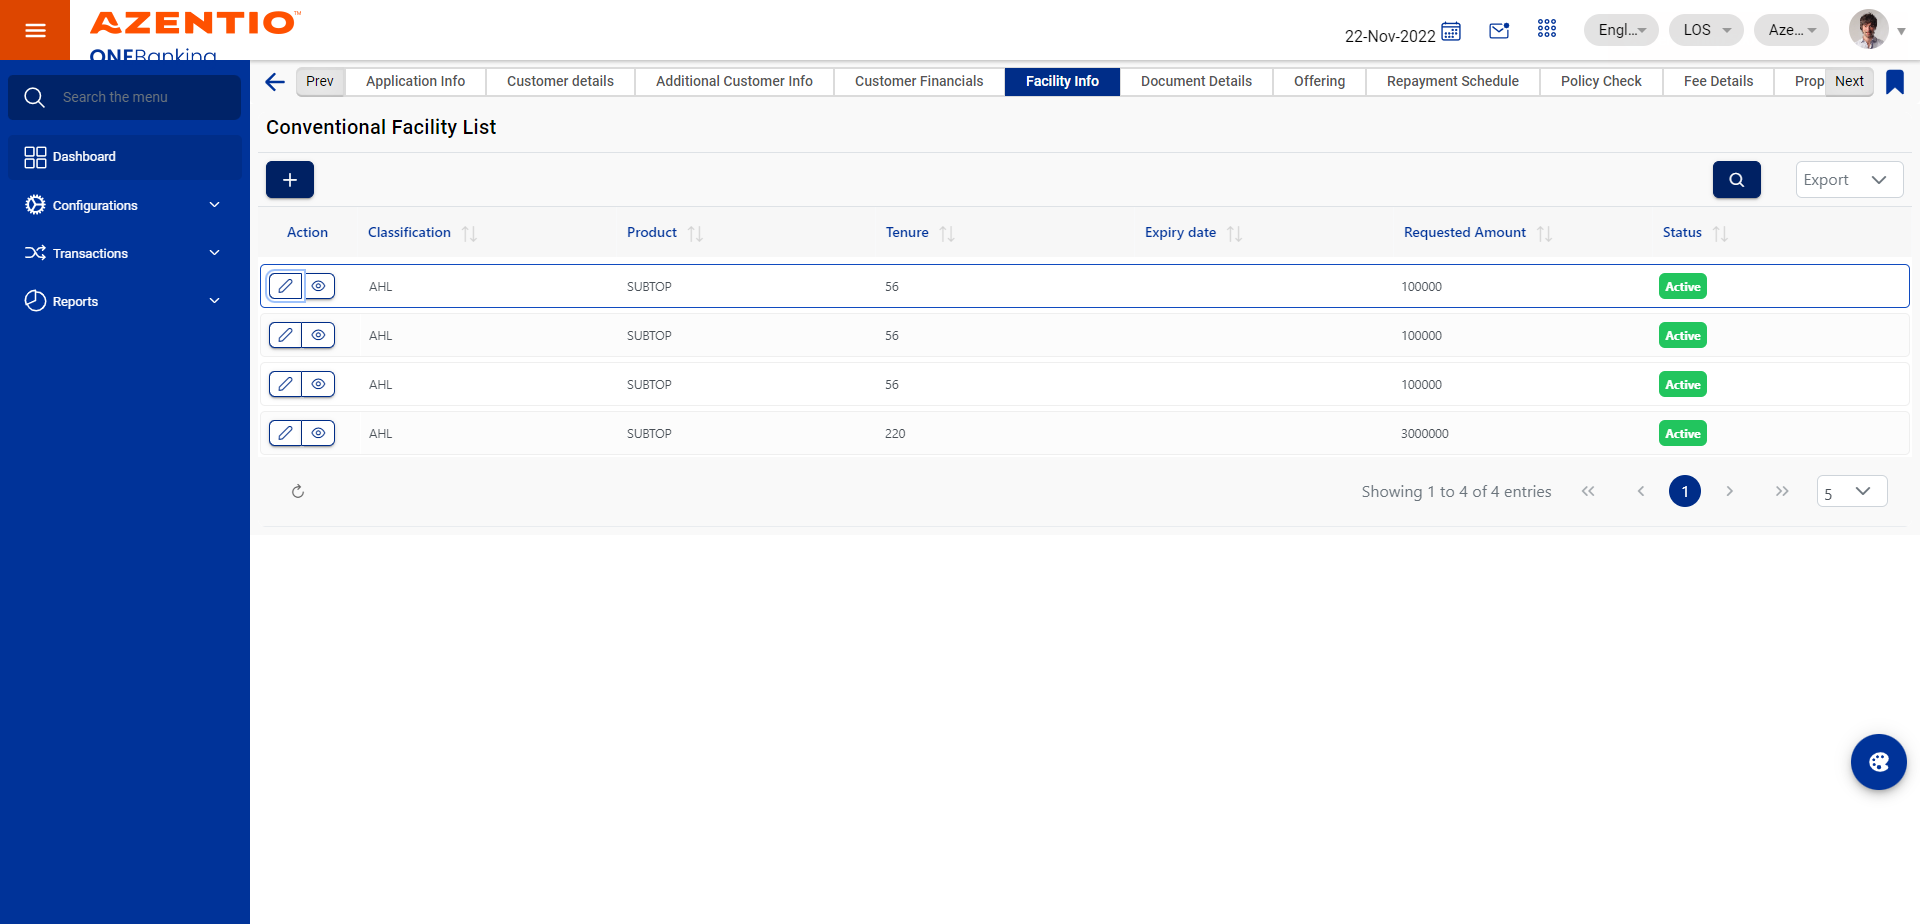 AZENTIO™
ONEBanking
22-Nov-2022
Engl...
LOS
Aze...
Search the menu
Dashboard
Configurations
Transactions
Reports
Prev
Application Info
Customer details
Additional Customer Info
Customer Financials
Facility Info
Document Details
Offering
Repayment Schedule
Policy Check
Fee Details
Prop
Next
Conventional Facility List
Export
Action Classification Product Tenure Expiry date Requested Amount Status
AHL SUBTOP 56 100000 Active
AHL SUBTOP 56 100000 Active
AHL SUBTOP 56 100000 Active
AHL SUBTOP 220 3000000 Active
Showing 1 to 4 of 4 entries
1
5